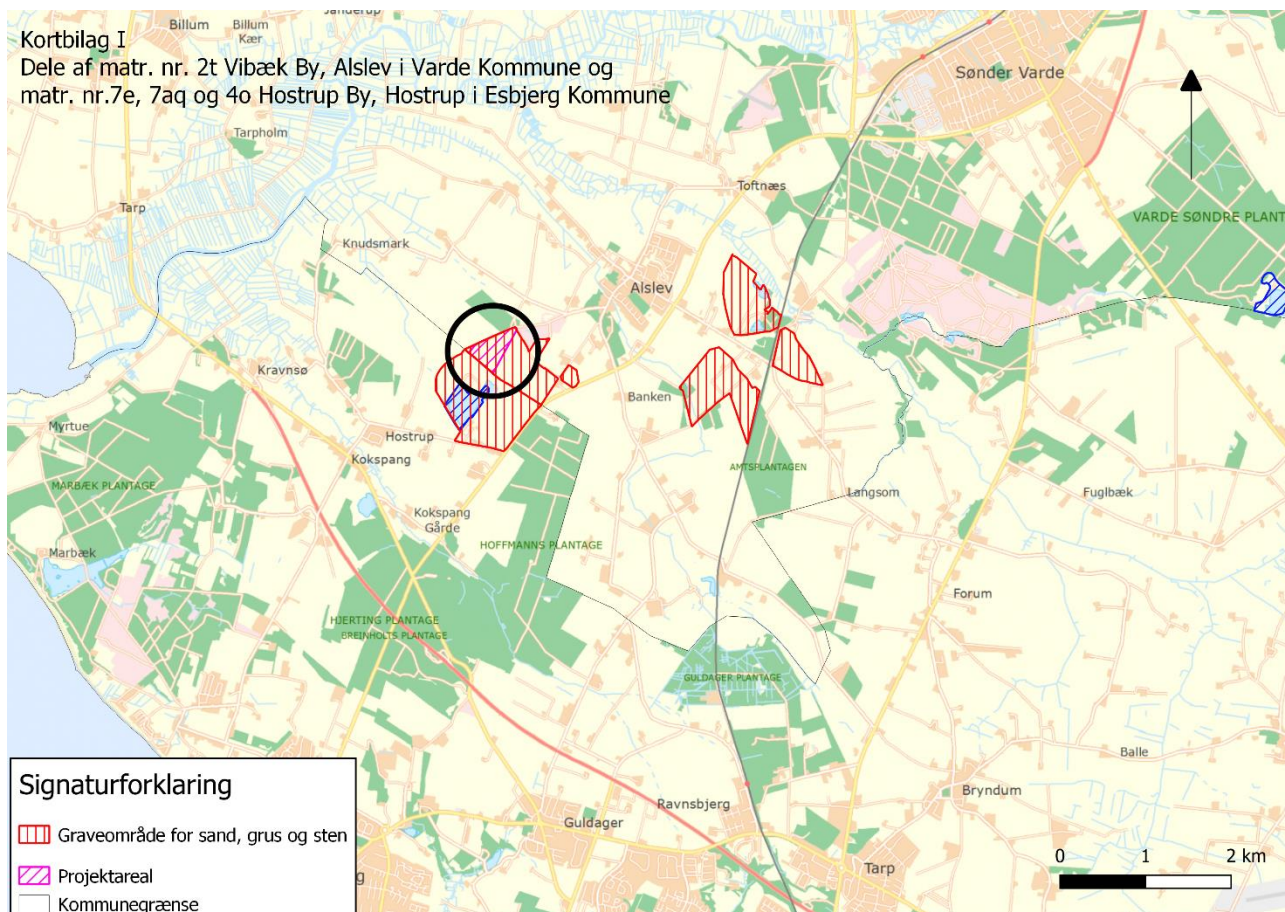 Kortbilag I
Dele af matr. nr. 2t Vibæk By, Alslev i Varde Kommune og
matr. nr.7e, 7aq og 4o Hostrup By, Hostrup i Esbjerg Kommune
Billum
Billum
Kær
Janderup
Sønder Varde
Tarpholm
Toftnæs
Tarp
VARDE SØNDRE PLANT
Knudsmark
Alslev
Kravnsø
Banken
Myrtue
Hostrup
Kokspang
AMTSPLANTAGEN
MARBÆK PLANTAGE
Langsom
Fuglbæk
Kokspang
Gårde
HOFFMANNS PLANTAGE
Marbæk
Forum
HJERTING PLANTAGE
BREINHOLTS PLANTAGE
GULDAGER PLANTAGE
Balle
Signaturforklaring
Bryndum
Ravnsbjerg
Guldager
Graveområde for sand, grus og sten
0 1 2 km
Tarp
Projektareal
g
Kommunegrænse